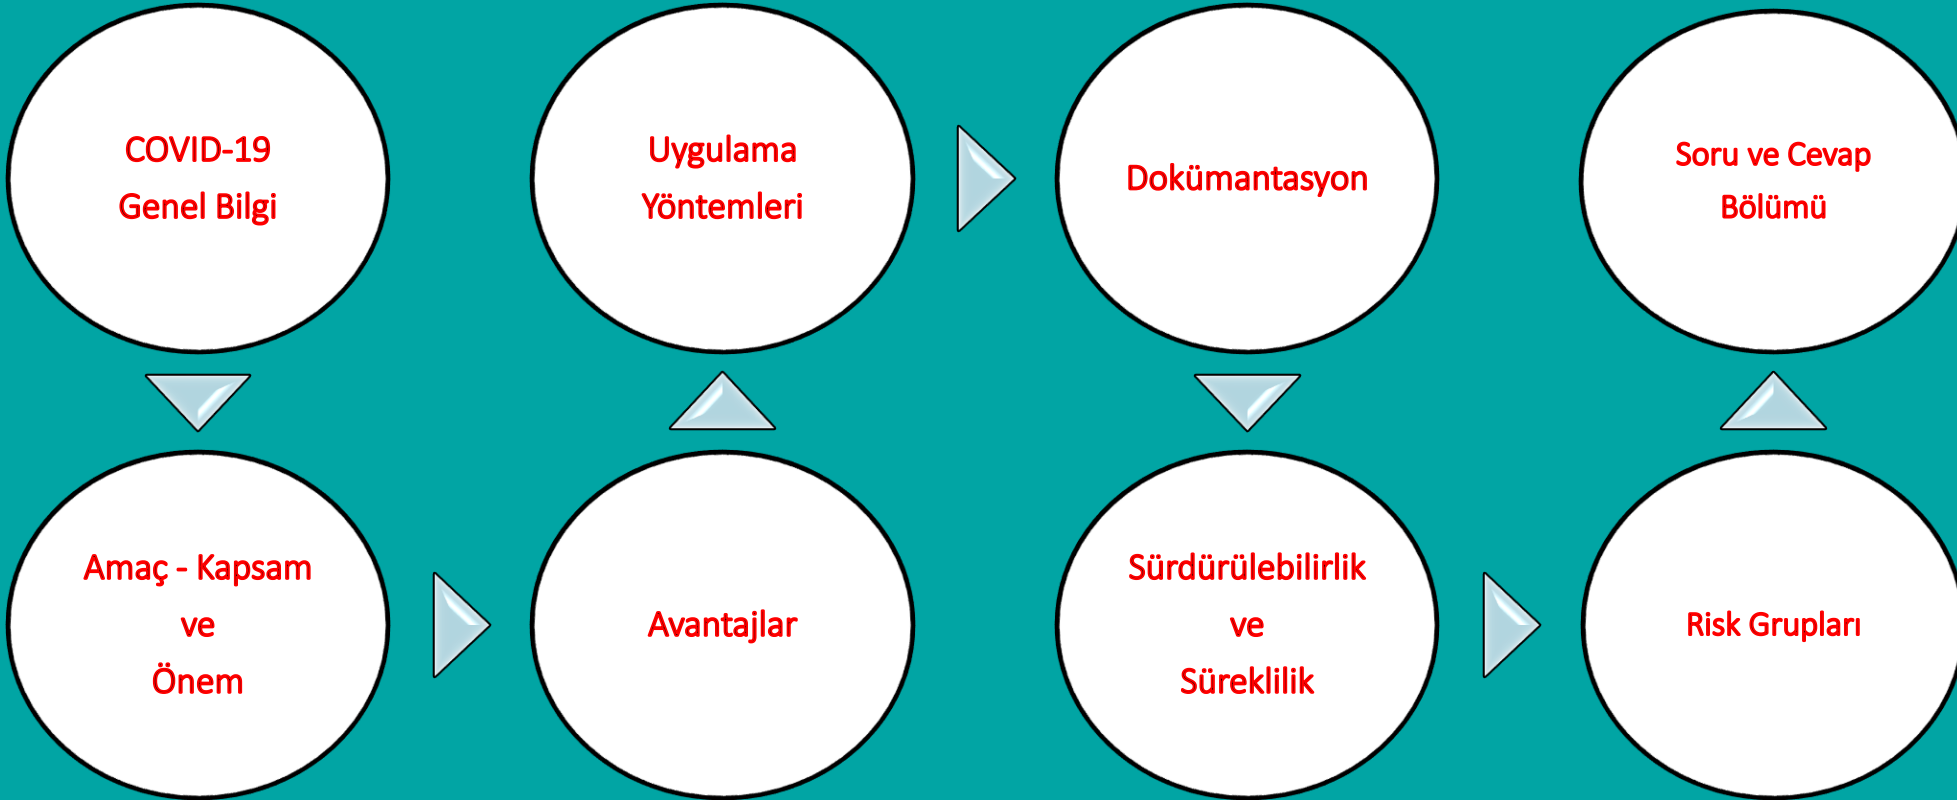 COVID-19
Genel Bilgi
Amaç - Kapsam
ve
Önem
Avantajlar
Uygulama
Yöntemleri
Dokümantasyon
Sürdürülebilirlik
ve
Süreklilik
Risk Grupları
Soru ve Cevap
Bölümü